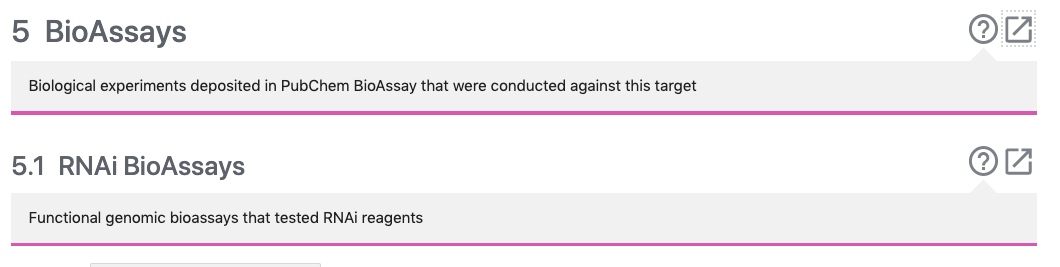 5 BioAssays
Biological experiments deposited in PubChem BioAssay that were conducted against this target
5.1 RNAi BioAssays
Functional genomic bioassays that tested RNAi reagents